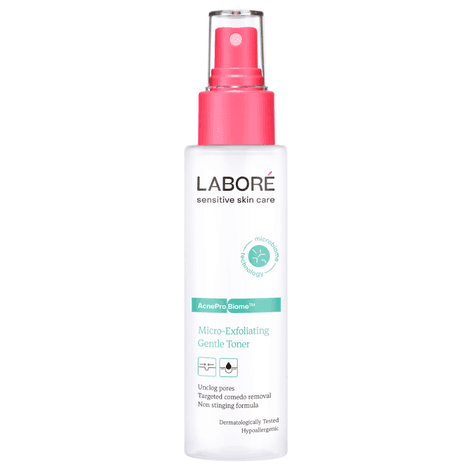 LABORÉ
sensitive skin care
microbiome
technology
AcnePro Biome™
Micro-Exfoliating
Gentle Toner
Unclog pores
Targeted comedo removal
Non stinging formula
Dermatologically Tested
Hypoallergenic